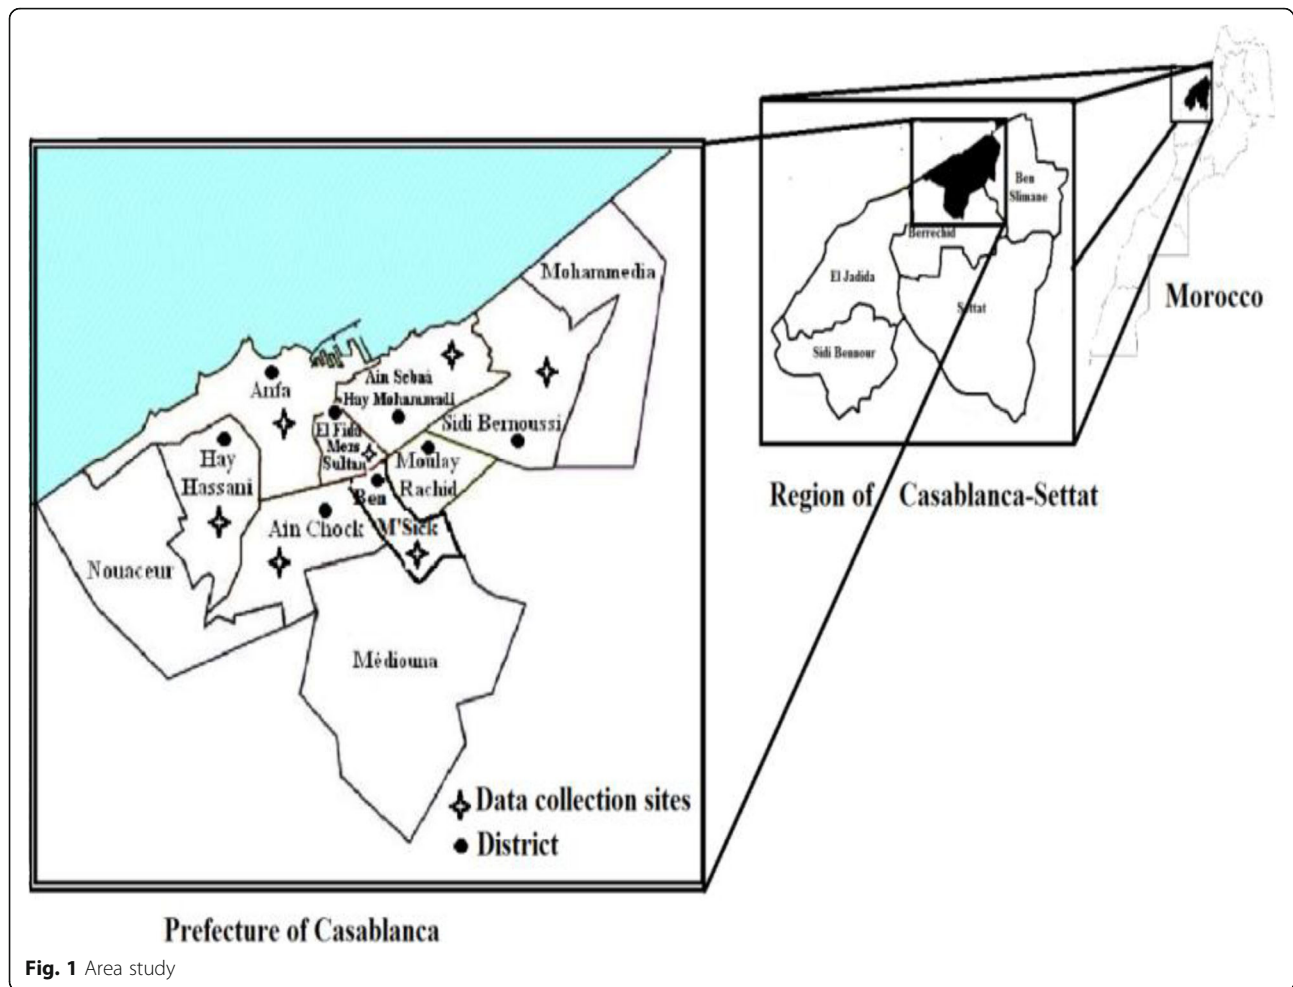 Mohammedia
Anfa
Ain Sebaà
Hay Mohammadi
El Fida
Mers
Sultan
Sidi Bernoussi
Hay
Hassani
Moulay
Rachid
Ben
M'Sick
Ain Chock
Nouaceur
Médiouna
Data collection sites
District
Prefecture of Casablanca
Ben
Slimane
Berrechid
El Jadida
Settat
Sidi Bennour
Region of Casablanca-Settat
Morocco
Fig. 1 Area study